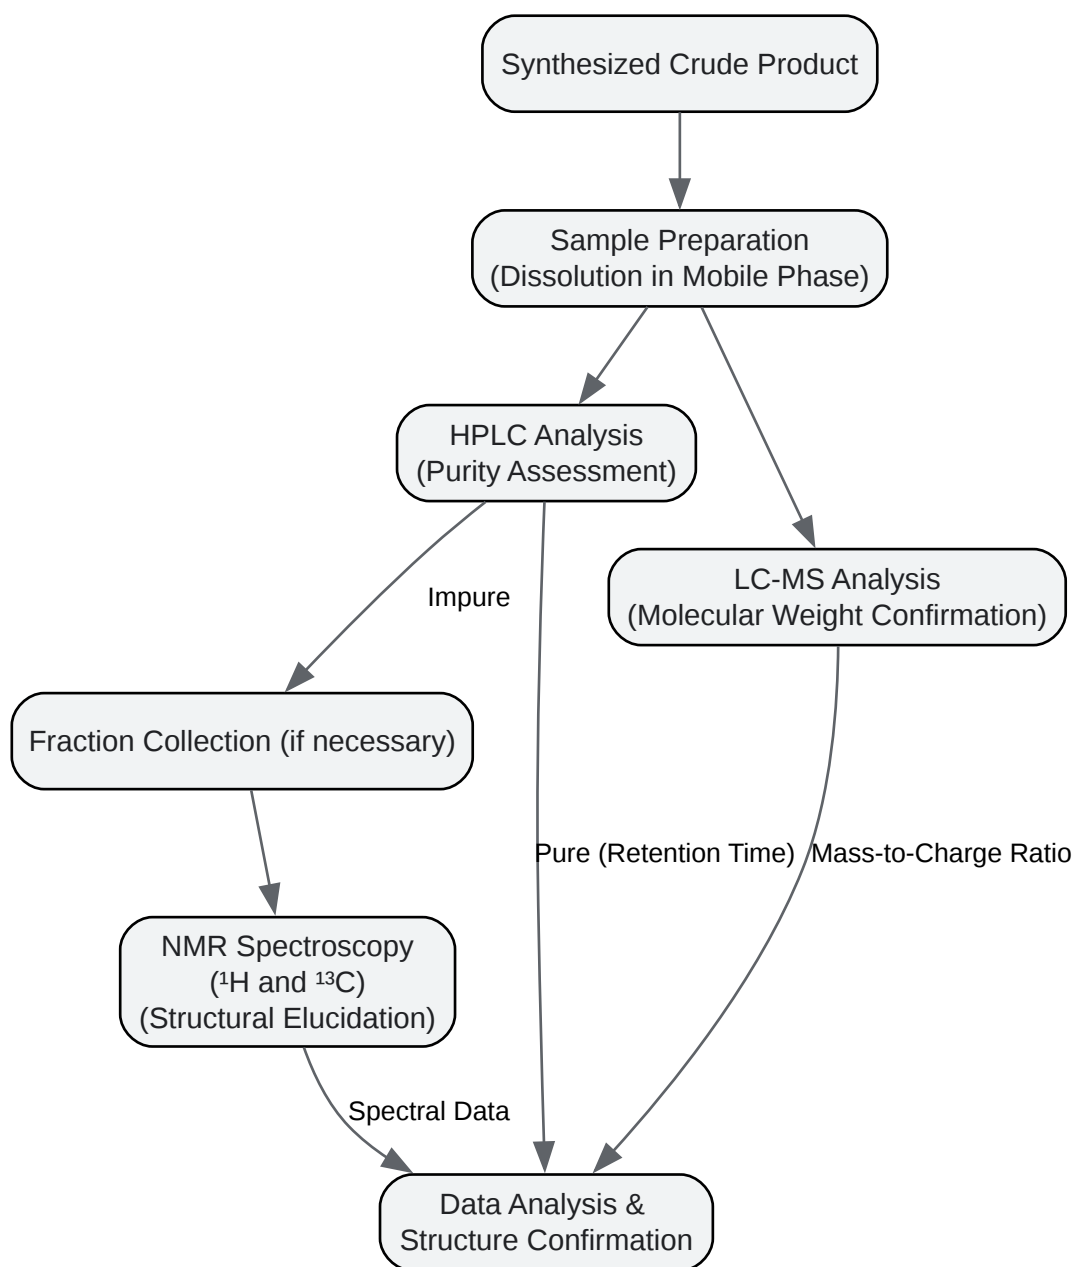 Synthesized Crude Product
Sample Preparation
(Dissolution in Mobile Phase)
HPLC Analysis
(Purity Assessment)
LC-MS Analysis
(Molecular Weight Confirmation)
Impure
Fraction Collection (if necessary)
Pure (Retention Time)
Mass-to-Charge Ratio
NMR Spectroscopy
(¹H and ¹³C)
(Structural Elucidation)
Spectral Data
Data Analysis &
Structure Confirmation